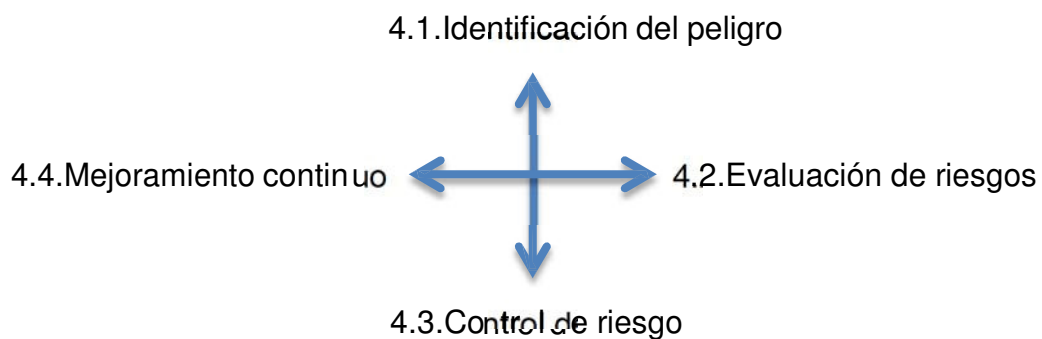 4.1.Identificación del peligro
4.4.Mejoramiento continuo
4.2.Evaluación de riesgos
4.3.Control de riesgo